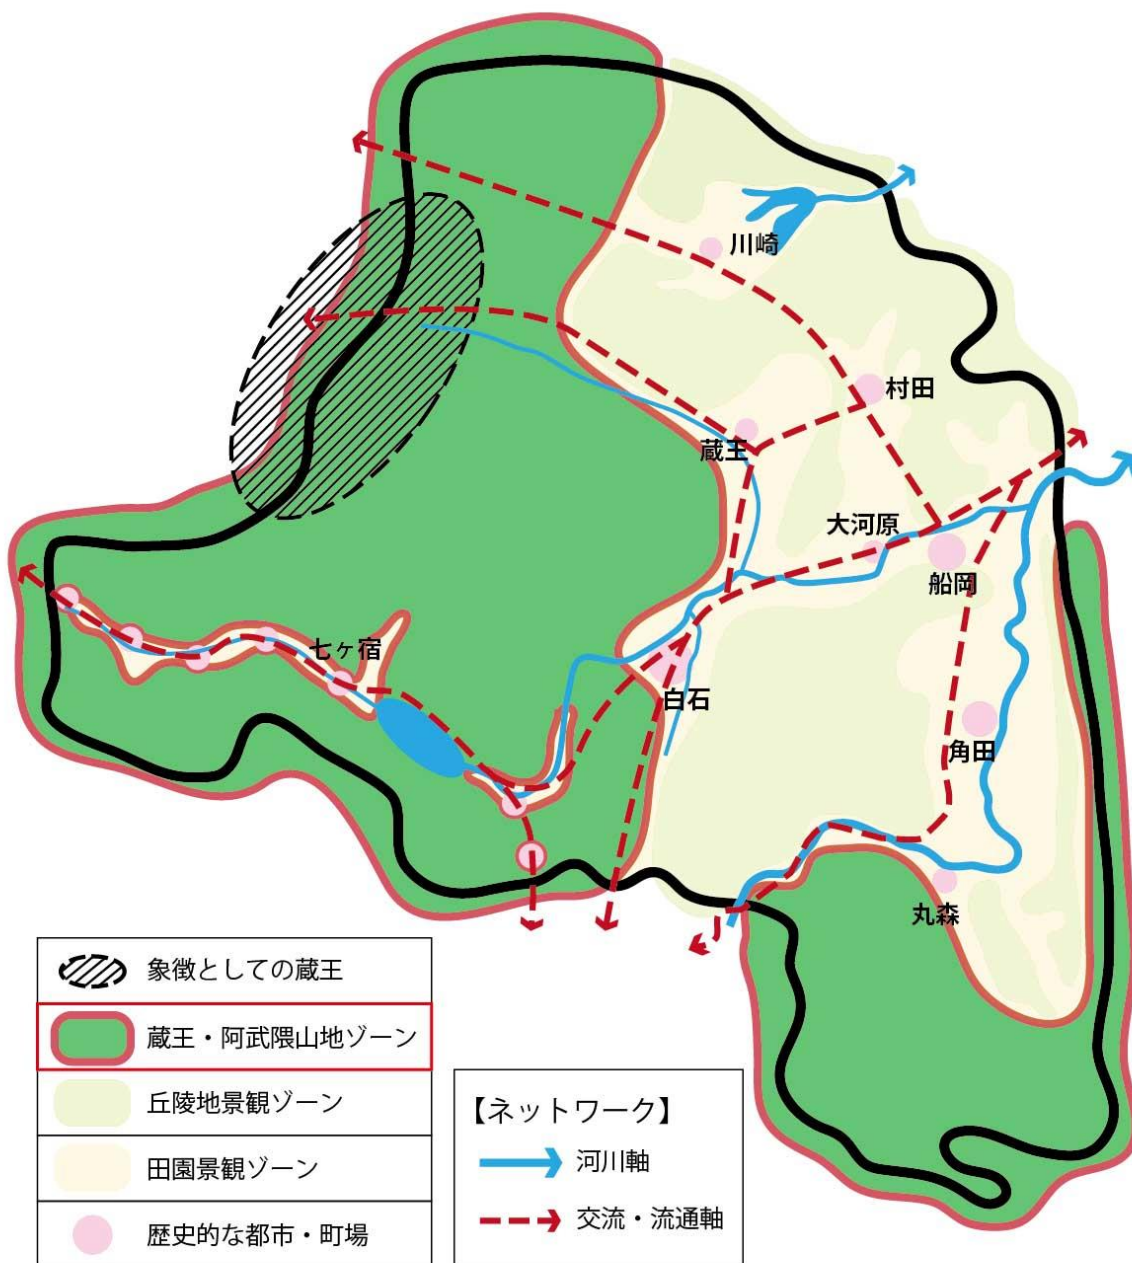 川崎
村田
蔵王
大河原
船岡
七ヶ宿
白石
角田
丸森
象徴としての蔵王
蔵王・阿武隈山地ゾーン
丘陵地景観ゾーン
田園景観ゾーン
歴史的な都市・町場
【ネットワーク】
河川軸
交流・流通軸